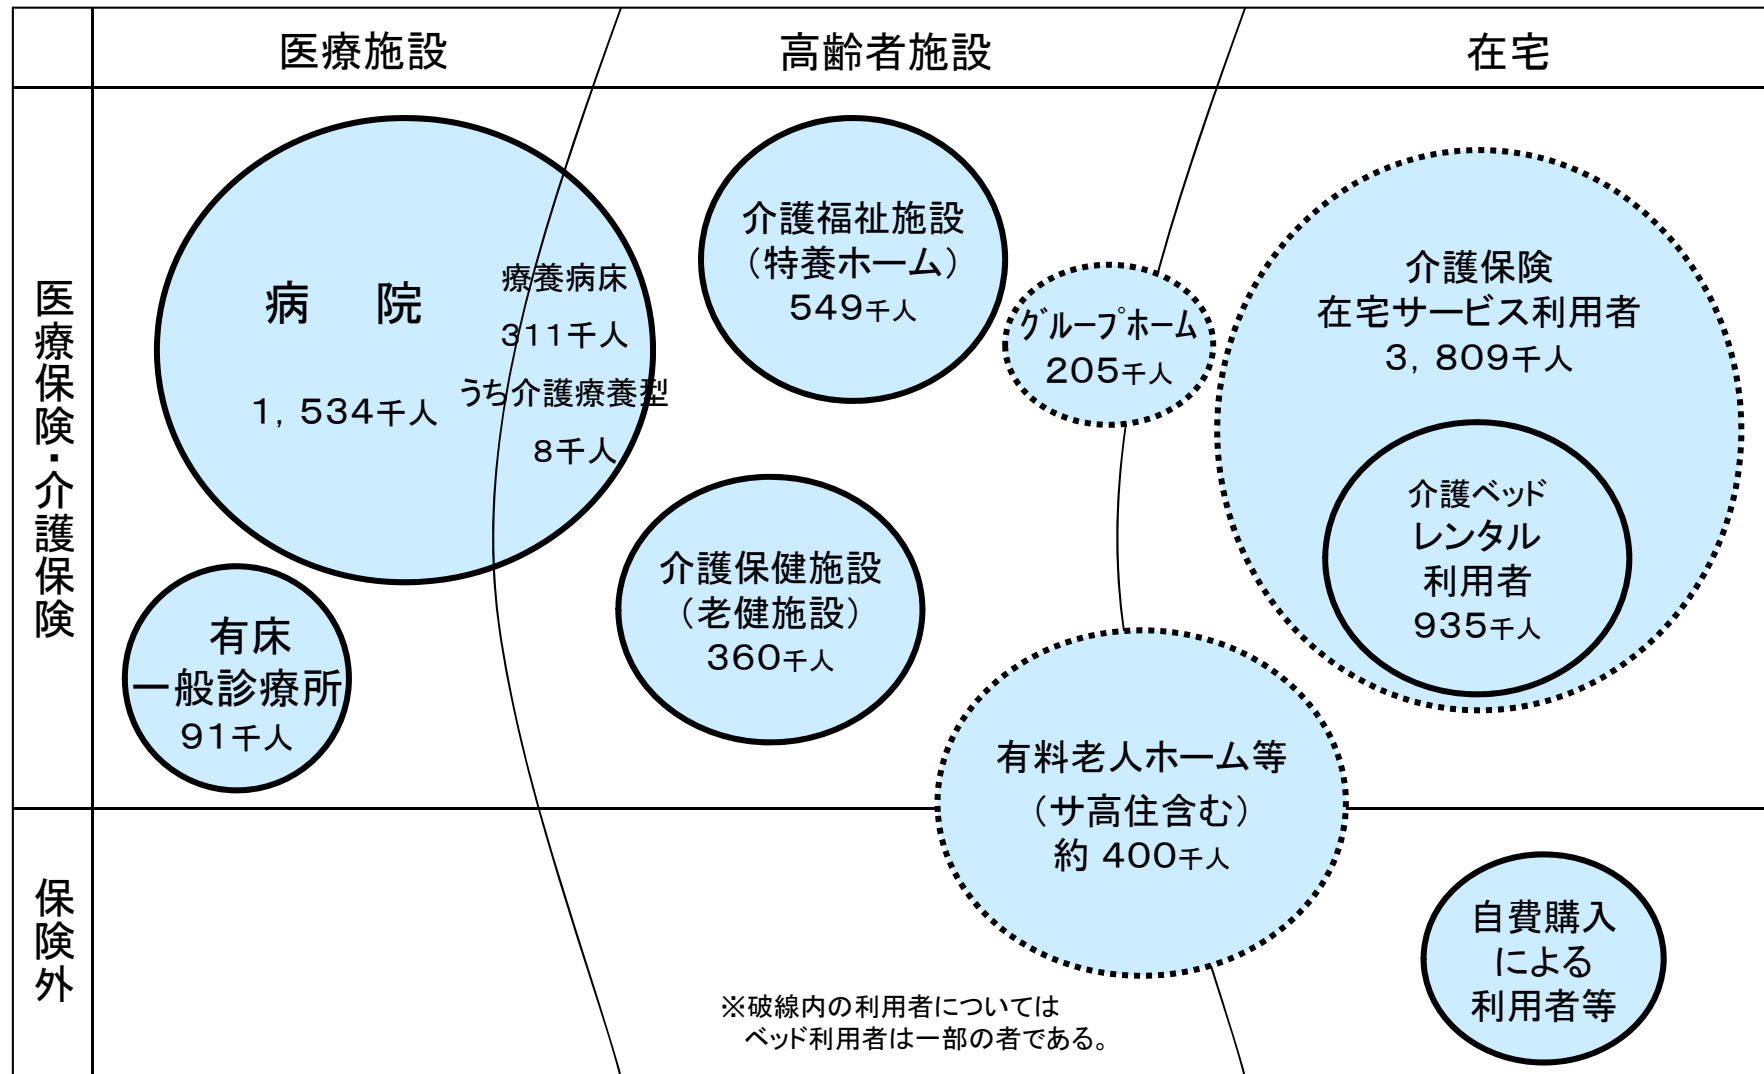 医療施設
高齢者施設
在宅
医療保険・介護保険
病　院
1，534千人
療養病床
311千人
うち介護療養型
8千人
有床
一般診療所
91千人
介護福祉施設
（特養ホーム）
549千人
介護保健施設
（老健施設）
360千人
ｸﾞﾙｰﾌﾟﾎｰﾑ
205千人
有料老人ホーム等
（サ高住含む）
約 400千人
介護保険
在宅サービス利用者
3，809千人
介護ﾍﾞｯﾄﾞ
レンタル
利用者
935千人
保険外
自費購入
による
利用者等
※破線内の利用者については
ﾍﾞｯﾄﾞ利用者は一部の者である。